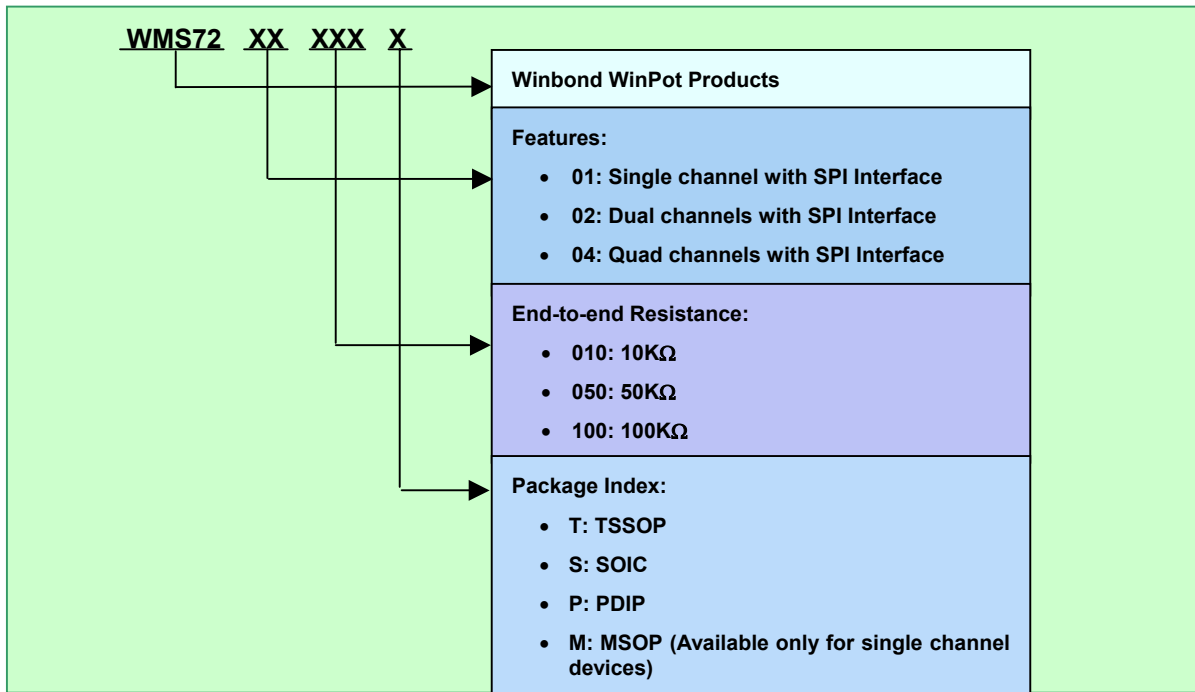 WMS72 XX XXX X
Winbond WinPot Products
Features:
• 01: Single channel with SPI Interface
• 02: Dual channels with SPI Interface
• 04: Quad channels with SPI Interface
End-to-end Resistance:
• 010: 10KΩ
• 050: 50KΩ
• 100: 100KΩ
Package Index:
• T: TSSOP
• S: SOIC
• P: PDIP
• M: MSOP (Available only for single channel
devices)